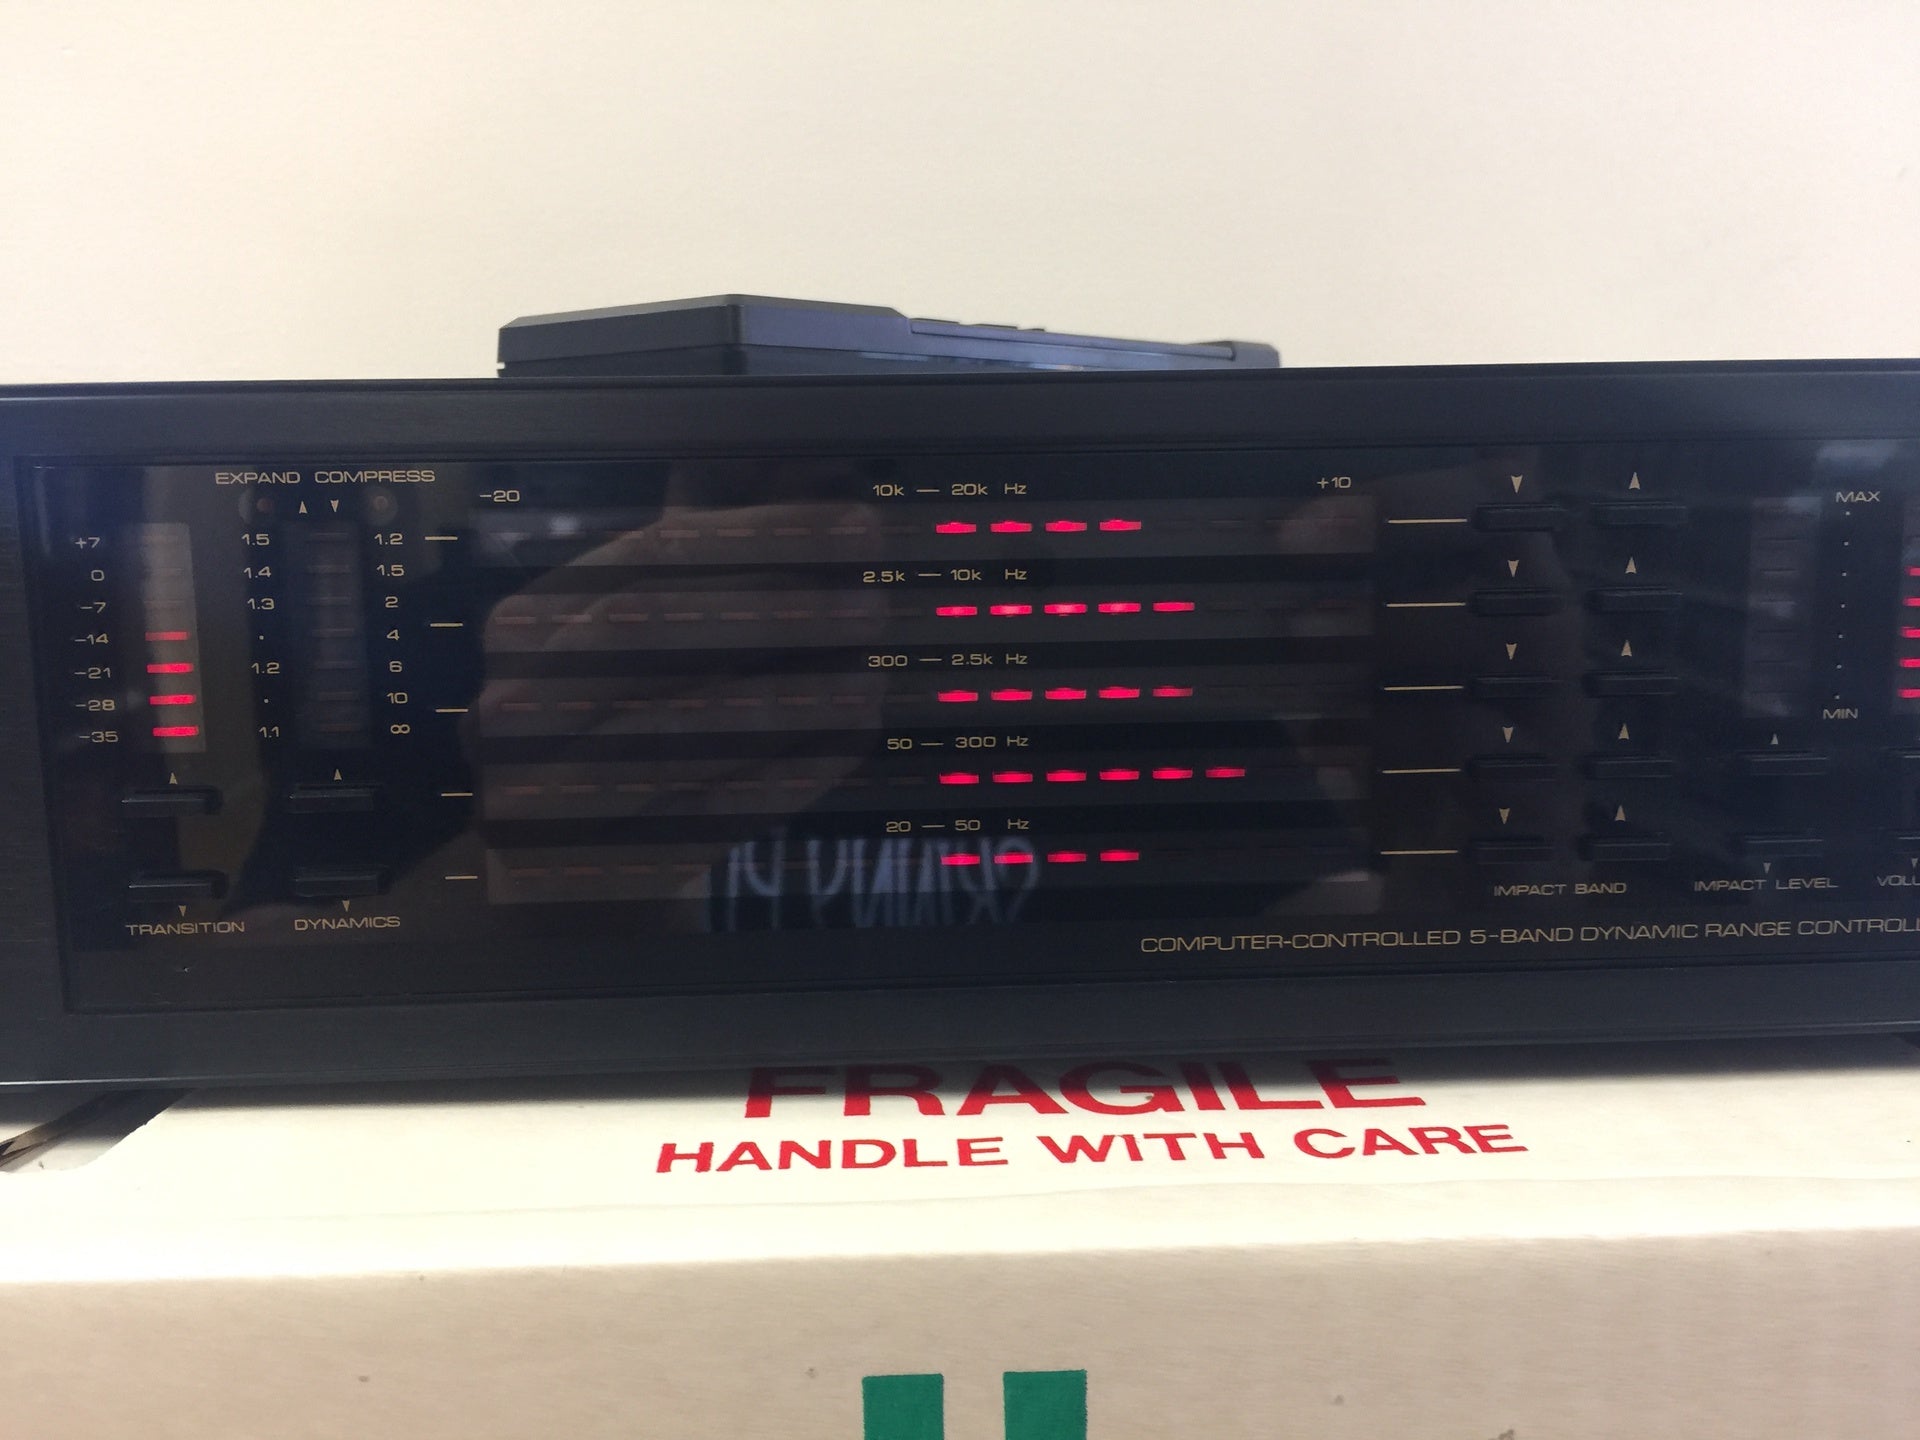 EXPAND COMPRESS
+7
0
-7
-14
-21
-28
-35
1.5
1.4
1.3
1.2
1.1
1.2
1.5
2
4
6
10
∞
TRANSITION
DYNAMICS
-20 10k — 20k Hz +10
2.5k — 10k Hz
300 — 2.5k Hz
50 — 300 Hz
20 — 50 Hz
MAX
MIN
IMPACT BAND
IMPACT LEVEL
COMPUTER-CONTROLLED 5-BAND DYNAMIC RANGE
FRAGILE
HANDLE WITH CARE